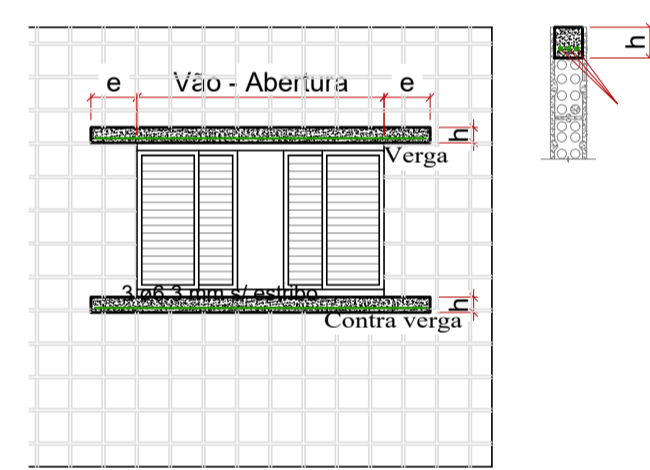 e Vão - Abertura e
h
h
Verga
3 ø6.3 mm s/ estribo
h
Contra verga